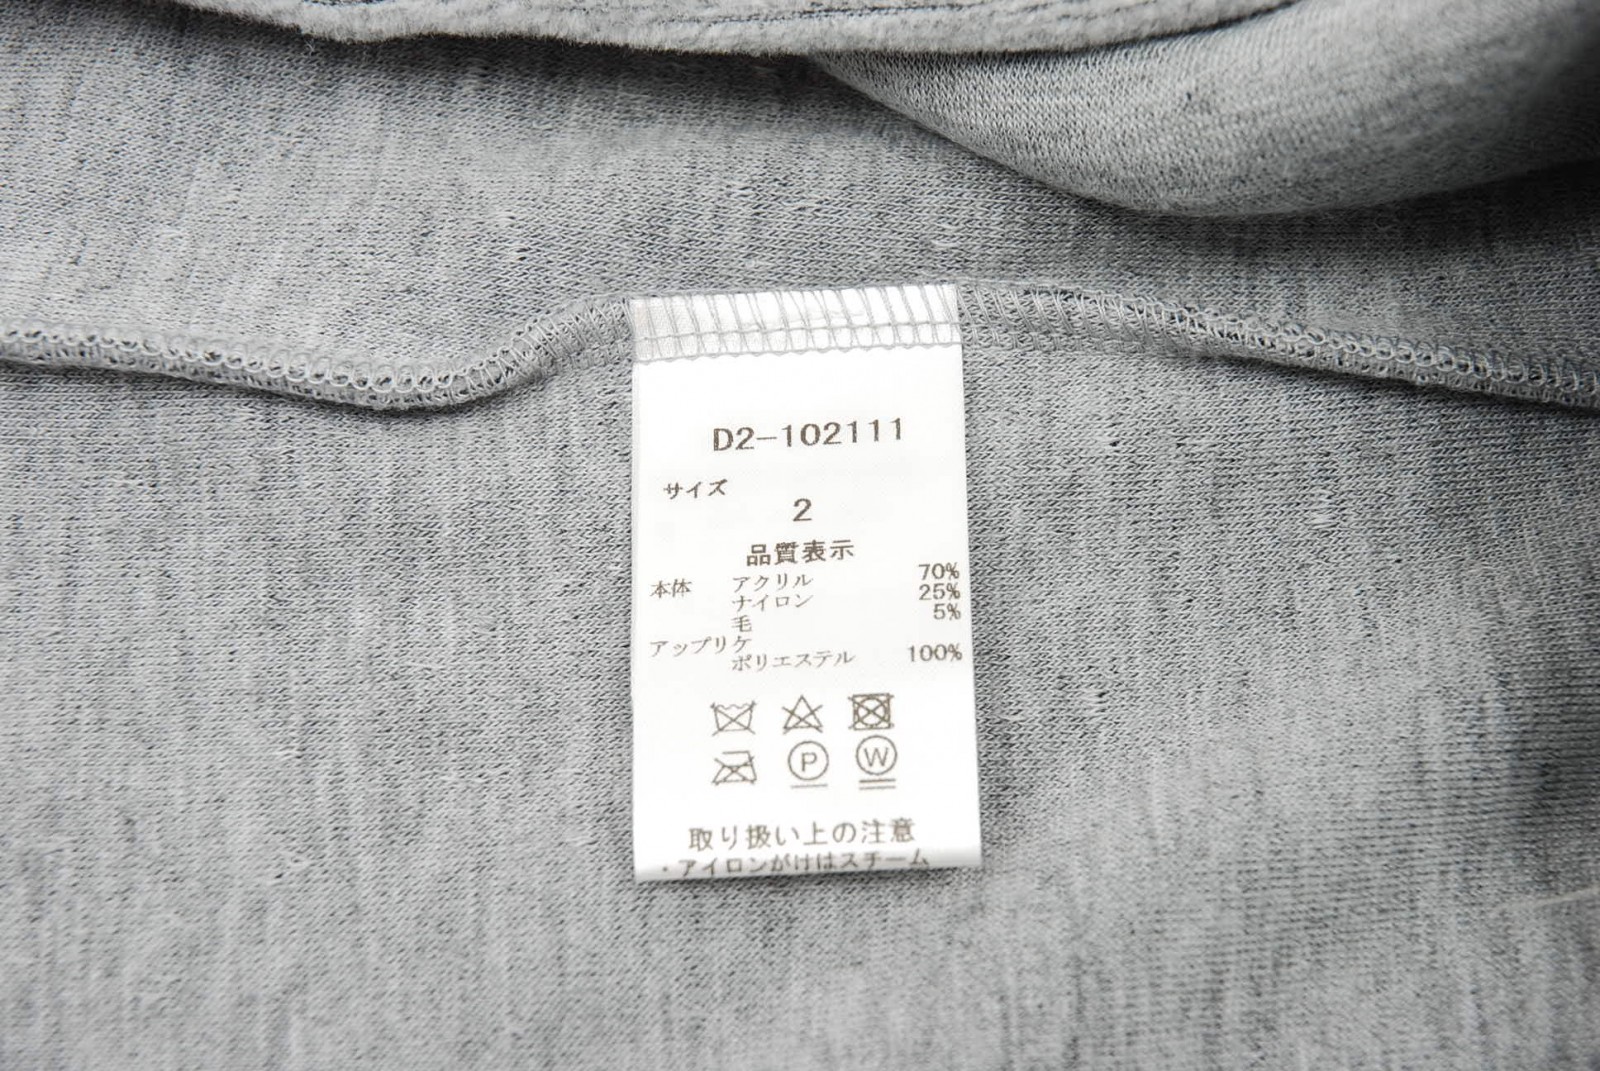 D2-102111
サイズ
2
品質表示
本体 アクリル 70%
ナイロン 25%
毛 5%
アップリケ
ポリエステル 100%
P W
取り扱い上の注意
・アイロンがけはスチーム